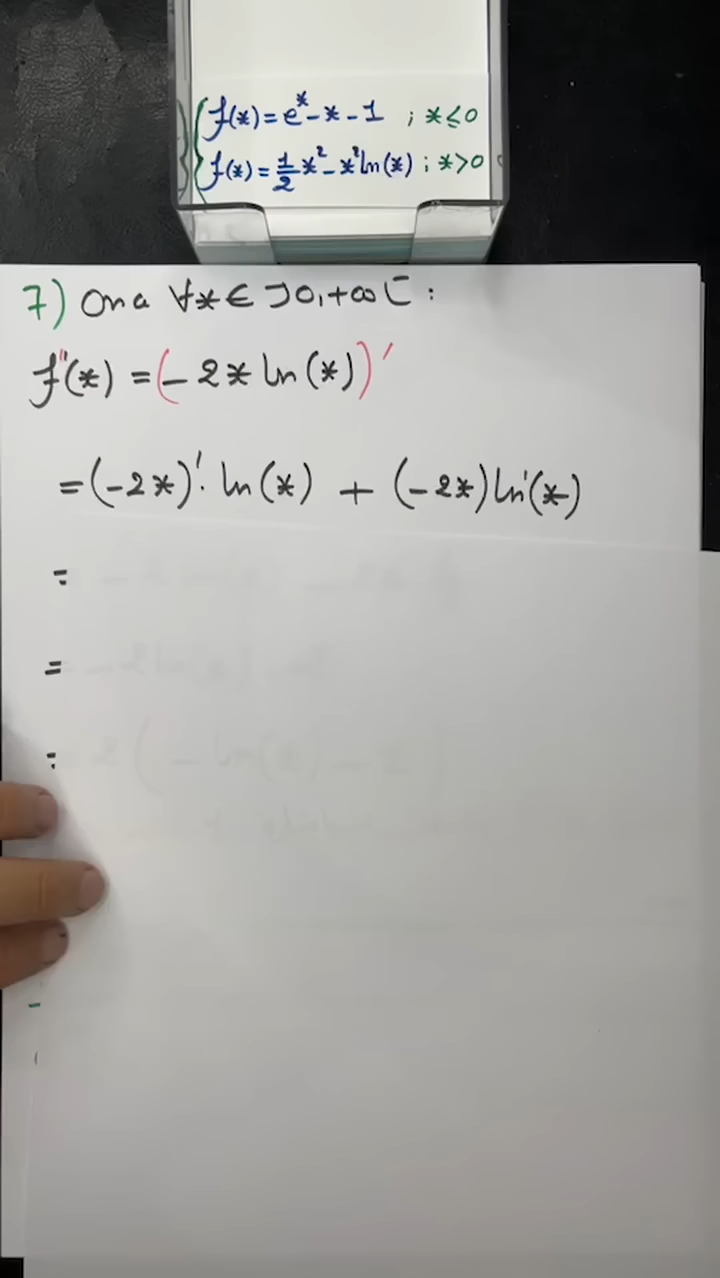 f(x) = e^x - x - 1 ; x ≤ 0
f(x) = 1/2 x² - x² ln(x) ; x > 0
7) On a ∀x ∈ ]0,+∞[ :
f''(x) = (- 2x ln(x))'
= (-2x)' · ln(x) + (-2x) ln'(x)
=
=
=